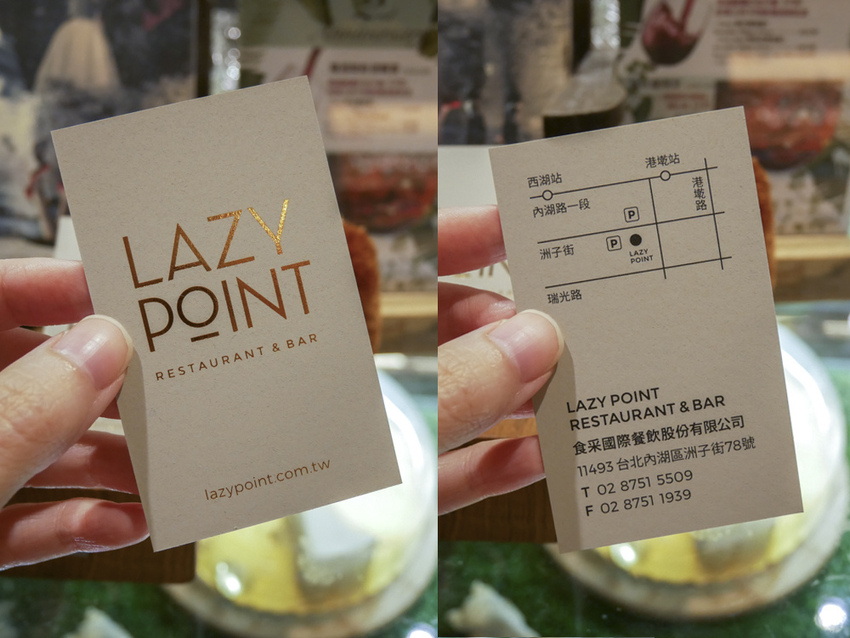 LAZY
POINT
RESTAURANT & BAR
lazypoint.com.tw
港墘站
西湖站
港墘路
內湖路一段
P
洲子街
P
LAZY
POINT
瑞光路
LAZY POINT
RESTAURANT & BAR
食采國際餐飲股份有限公司
11493 台北內湖區洲子街78號
T 02 8751 5509
F 02 8751 1939